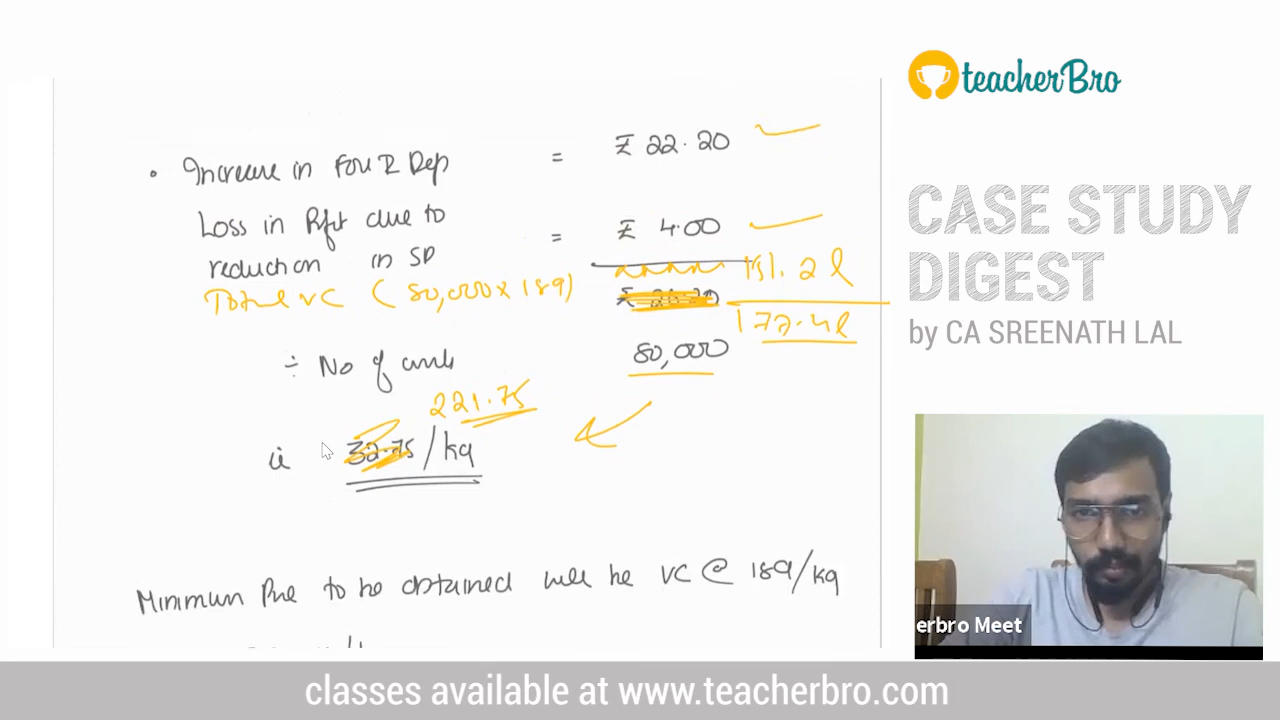 teacherBro
• Increase in FOH & Dep = ₹ 22.20
Loss in Pft due to
reduction in SP = ₹ 4.00
Total VC (80,000 x 189) 151.2 l
177.4 l
÷ No of units 80,000
221.75
ie 32.75 /kg
Minimum Price to be obtained will be VC @ 189/kg
CASE STUDY
DIGEST
by CA SREENATH LAL
erbro Meet
classes available at www.teacherbro.com